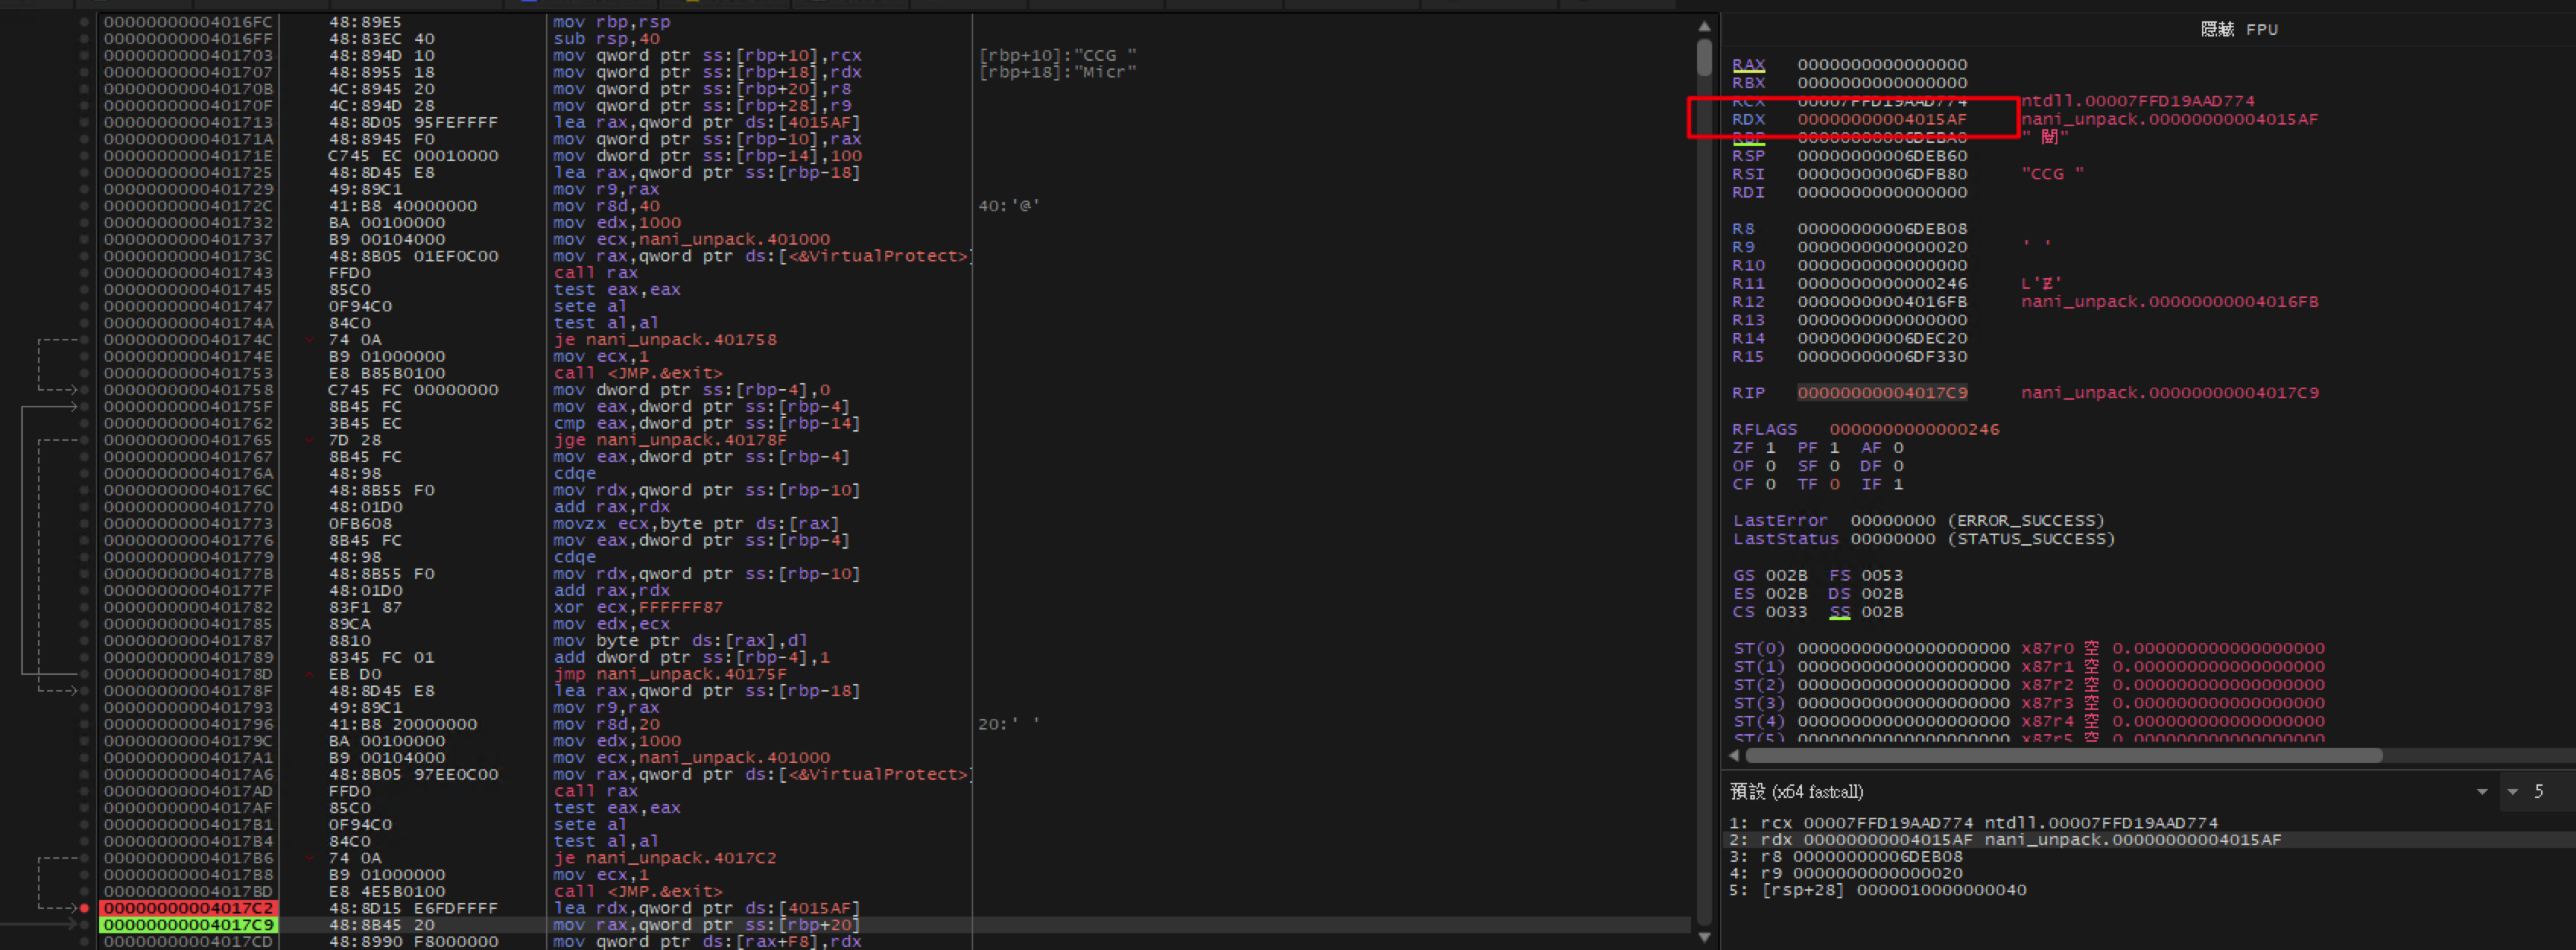 00000000004016FC 48:89E5 mov rbp,rsp
00000000004016FF 48:83EC 40 sub rsp,40
0000000000401703 48:894D 10 mov qword ptr ss:[rbp+10],rcx [rbp+10]:"CCG "
0000000000401707 48:8955 18 mov qword ptr ss:[rbp+18],rdx [rbp+18]:"Micr"
000000000040170B 4C:8945 20 mov qword ptr ss:[rbp+20],r8
000000000040170F 4C:894D 28 mov qword ptr ss:[rbp+28],r9
0000000000401713 48:8D05 95FEFFFF lea rax,qword ptr ds:[4015AF]
000000000040171A 48:8945 F0 mov qword ptr ss:[rbp-10],rax
000000000040171E C745 EC 00010000 mov dword ptr ss:[rbp-14],100
0000000000401725 48:8D45 E8 lea rax,qword ptr ss:[rbp-18]
0000000000401729 49:89C1 mov r9,rax
000000000040172C 41:B8 40000000 mov r8d,40 40:'@'
0000000000401732 BA 00100000 mov edx,1000
0000000000401737 B9 00104000 mov ecx,nani_unpack.401000
000000000040173C 48:8B05 01EF0C00 mov rax,qword ptr ds:[<&VirtualProtect>]
0000000000401743 FFD0 call rax
0000000000401745 85C0 test eax,eax
0000000000401747 0F94C0 sete al
000000000040174A 84C0 test al,al
000000000040174C 74 0A je nani_unpack.401758
000000000040174E B9 01000000 mov ecx,1
0000000000401753 E8 B85B0100 call <JMP.&exit>
0000000000401758 C745 FC 00000000 mov dword ptr ss:[rbp-4],0
000000000040175F 8B45 FC mov eax,dword ptr ss:[rbp-4]
0000000000401762 3B45 EC cmp eax,dword ptr ss:[rbp-14]
0000000000401765 7D 28 jge nani_unpack.40178F
0000000000401767 8B45 FC mov eax,dword ptr ss:[rbp-4]
000000000040176A 48:98 cdqe
000000000040176C 48:8B55 F0 mov rdx,qword ptr ss:[rbp-10]
0000000000401770 48:01D0 add rax,rdx
0000000000401773 0FB608 movzx ecx,byte ptr ds:[rax]
0000000000401776 8B45 FC mov eax,dword ptr ss:[rbp-4]
0000000000401779 48:98 cdqe
000000000040177B 48:8B55 F0 mov rdx,qword ptr ss:[rbp-10]
000000000040177F 48:01D0 add rax,rdx
0000000000401782 83F1 87 xor ecx,FFFFFF87
0000000000401785 89CA mov edx,ecx
0000000000401787 8810 mov byte ptr ds:[rax],dl
0000000000401789 8345 FC 01 add dword ptr ss:[rbp-4],1
000000000040178D EB D0 jmp nani_unpack.40175F
000000000040178F 48:8D45 E8 lea rax,qword ptr ss:[rbp-18]
0000000000401793 49:89C1 mov r9,rax
0000000000401796 41:B8 20000000 mov r8d,20 20:' '
000000000040179C BA 00100000 mov edx,1000
00000000004017A1 B9 00104000 mov ecx,nani_unpack.401000
00000000004017A6 48:8B05 97EE0C00 mov rax,qword ptr ds:[<&VirtualProtect>]
00000000004017AD FFD0 call rax
00000000004017AF 85C0 test eax,eax
00000000004017B1 0F94C0 sete al
00000000004017B4 84C0 test al,al
00000000004017B6 74 0A je nani_unpack.4017C2
00000000004017B8 B9 01000000 mov ecx,1
00000000004017BD E8 4E5B0100 call <JMP.&exit>
00000000004017C2 48:8D15 E6FDFFFF lea rdx,qword ptr ds:[4015AF]
00000000004017C9 48:8B45 20 mov rax,qword ptr ss:[rbp+20]
00000000004017CD 48:8990 F8000000 mov qword ptr ds:[rax+F8],rdx
隱藏 FPU
RAX 0000000000000000
RBX 0000000000000000
RCX 00007FFD19AAD774 ntdll.00007FFD19AAD774
RDX 00000000004015AF nani_unpack.00000000004015AF
RBP 00000000006DEBA0
RSP 00000000006DEB60
RSI 00000000006DFB80 "CCG "
RDI 0000000000000000
R8 00000000006DEB08
R9 0000000000000020 ' '
R10 0000000000000000
R11 0000000000000246
R12 00000000004016FB nani_unpack.00000000004016FB
R13 0000000000000000
R14 00000000006DEC20
R15 00000000006DF330
RIP 00000000004017C9 nani_unpack.00000000004017C9
RFLAGS 0000000000000246
ZF 1 PF 1 AF 0
OF 0 SF 0 DF 0
CF 0 TF 0 IF 1
LastError 00000000 (ERROR_SUCCESS)
LastStatus 00000000 (STATUS_SUCCESS)
GS 002B FS 0053
ES 002B DS 002B
CS 0033 SS 002B
ST(0) 00000000000000000000 x87r0 空 0.000000000000000000
ST(1) 00000000000000000000 x87r1 空 0.000000000000000000
ST(2) 00000000000000000000 x87r2 空 0.000000000000000000
ST(3) 00000000000000000000 x87r3 空 0.000000000000000000
ST(4) 00000000000000000000 x87r4 空 0.000000000000000000
ST(5) 00000000000000000000 x87r5 空 0.000000000000000000
預設 (x64 fastcall) 5
1: rcx 00007FFD19AAD774 ntdll.00007FFD19AAD774
2: rdx 00000000004015AF nani_unpack.00000000004015AF
3: r8 00000000006DEB08
4: r9 0000000000000020
5: [rsp+28] 0000010000000040